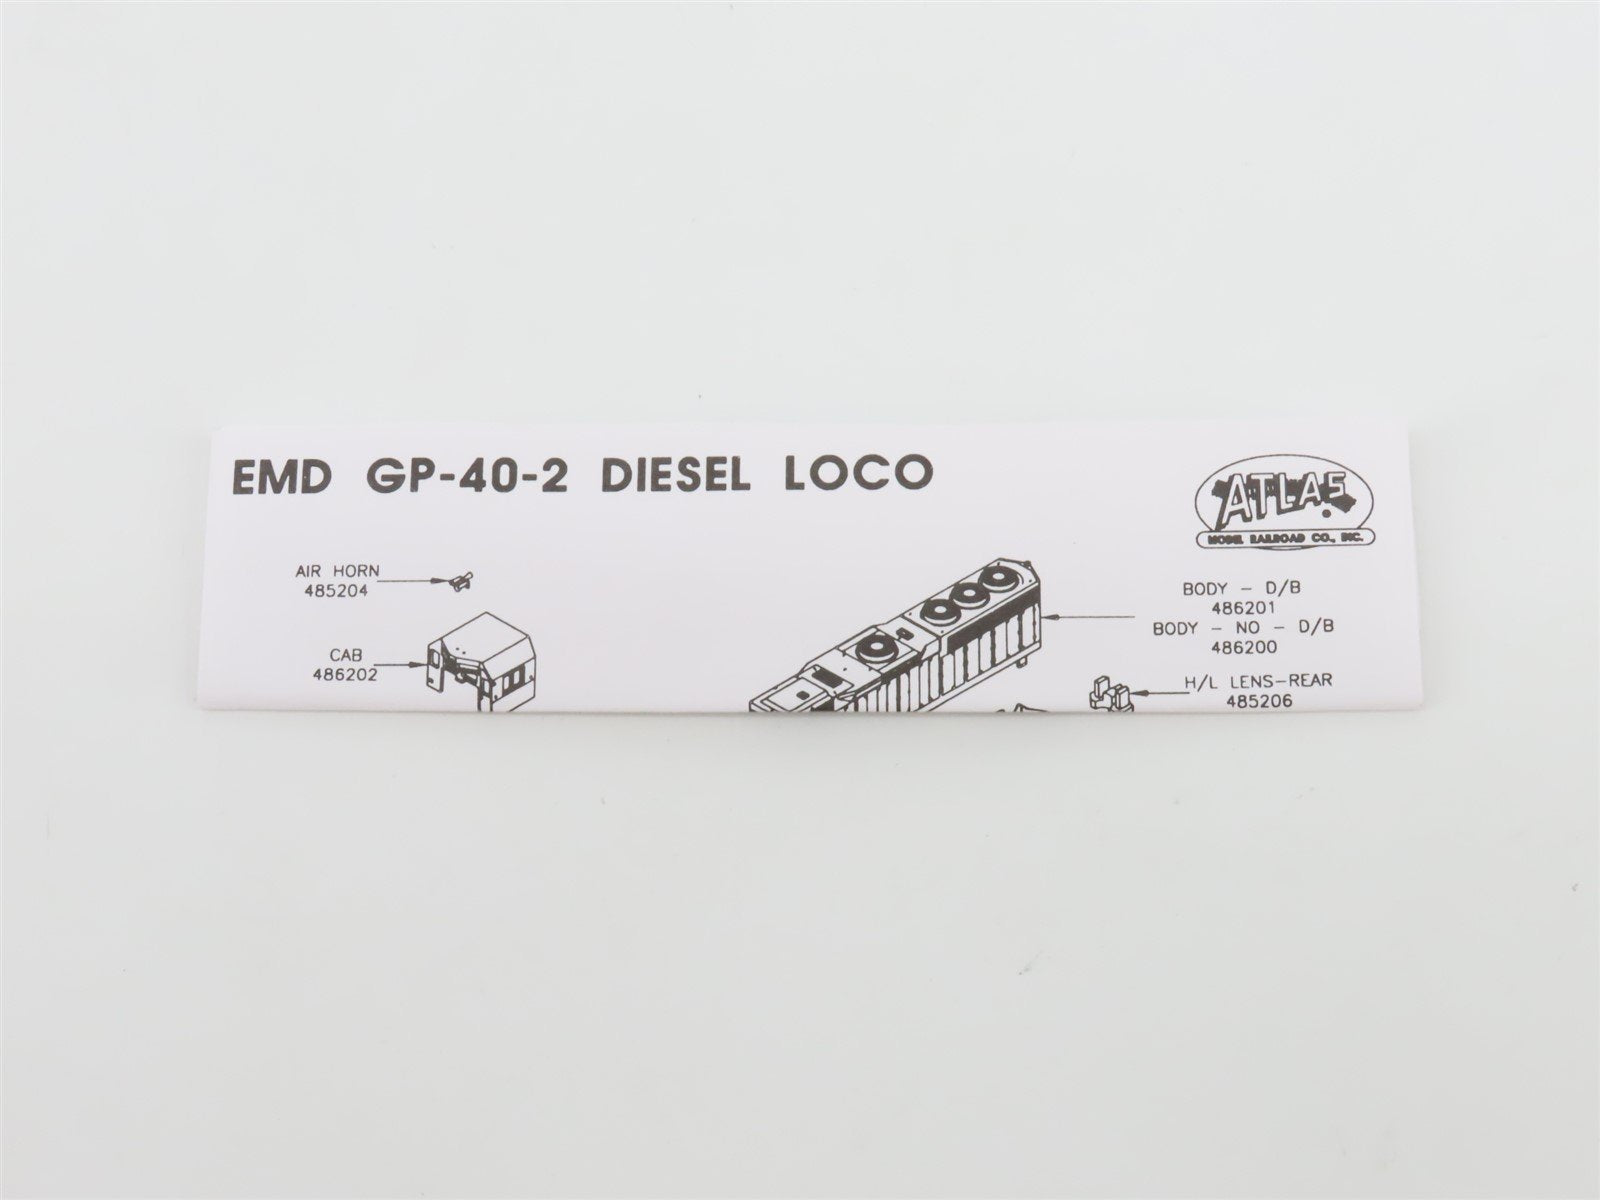 EMD GP-40-2 DIESEL LOCO
ATLAS
MODEL RAILROAD CO., INC.
AIR HORN
485204
CAB
486202
BODY - D/B
486201
BODY - NO - D/B
486200
H/L LENS-REAR
485206